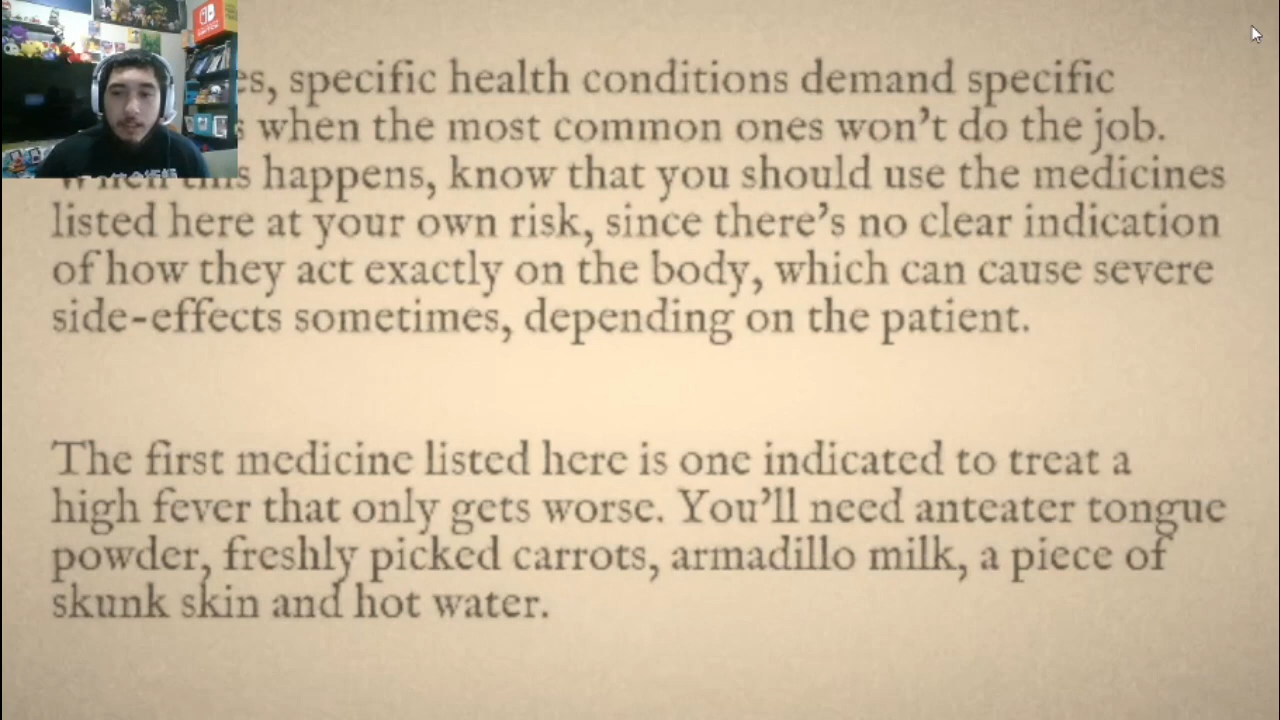 es, specific health conditions demand specific
s when the most common ones won't do the job.
When this happens, know that you should use the medicines
listed here at your own risk, since there's no clear indication
of how they act exactly on the body, which can cause severe
side-effects sometimes, depending on the patient.
The first medicine listed here is one indicated to treat a
high fever that only gets worse. You'll need anteater tongue
powder, freshly picked carrots, armadillo milk, a piece of
skunk skin and hot water.